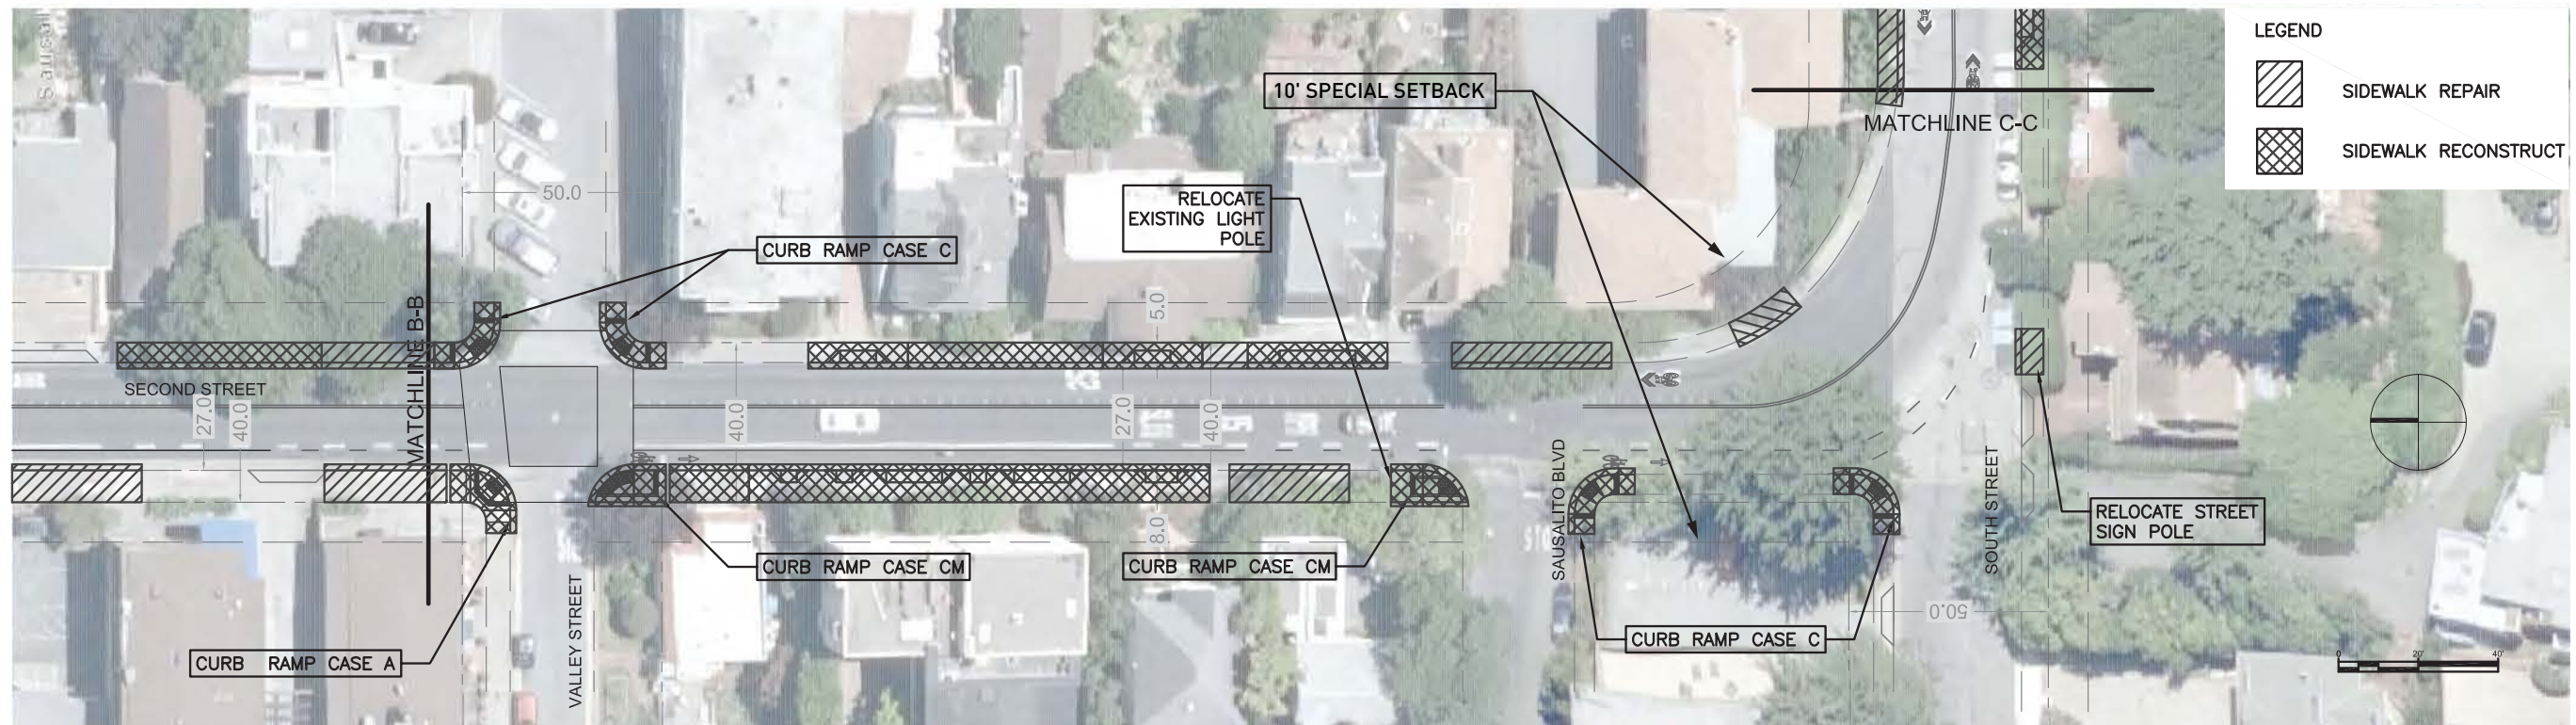 Sausal
LEGEND
SIDEWALK REPAIR
SIDEWALK RECONSTRUCT
10' SPECIAL SETBACK
MATCHLINE C-C
50.0
RELOCATE
EXISTING LIGHT
POLE
CURB RAMP CASE C
5.0
MATCHLINE B-B
SECOND STREET
27.0
40.0
40.0
27.0
40.0
SAUSALITO BLVD
SOUTH STREET
8.0
RELOCATE STREET
SIGN POLE
CURB RAMP CASE CM
CURB RAMP CASE CM
VALLEY STREET
50.0
CURB RAMP CASE C
CURB RAMP CASE A
0 20' 40'